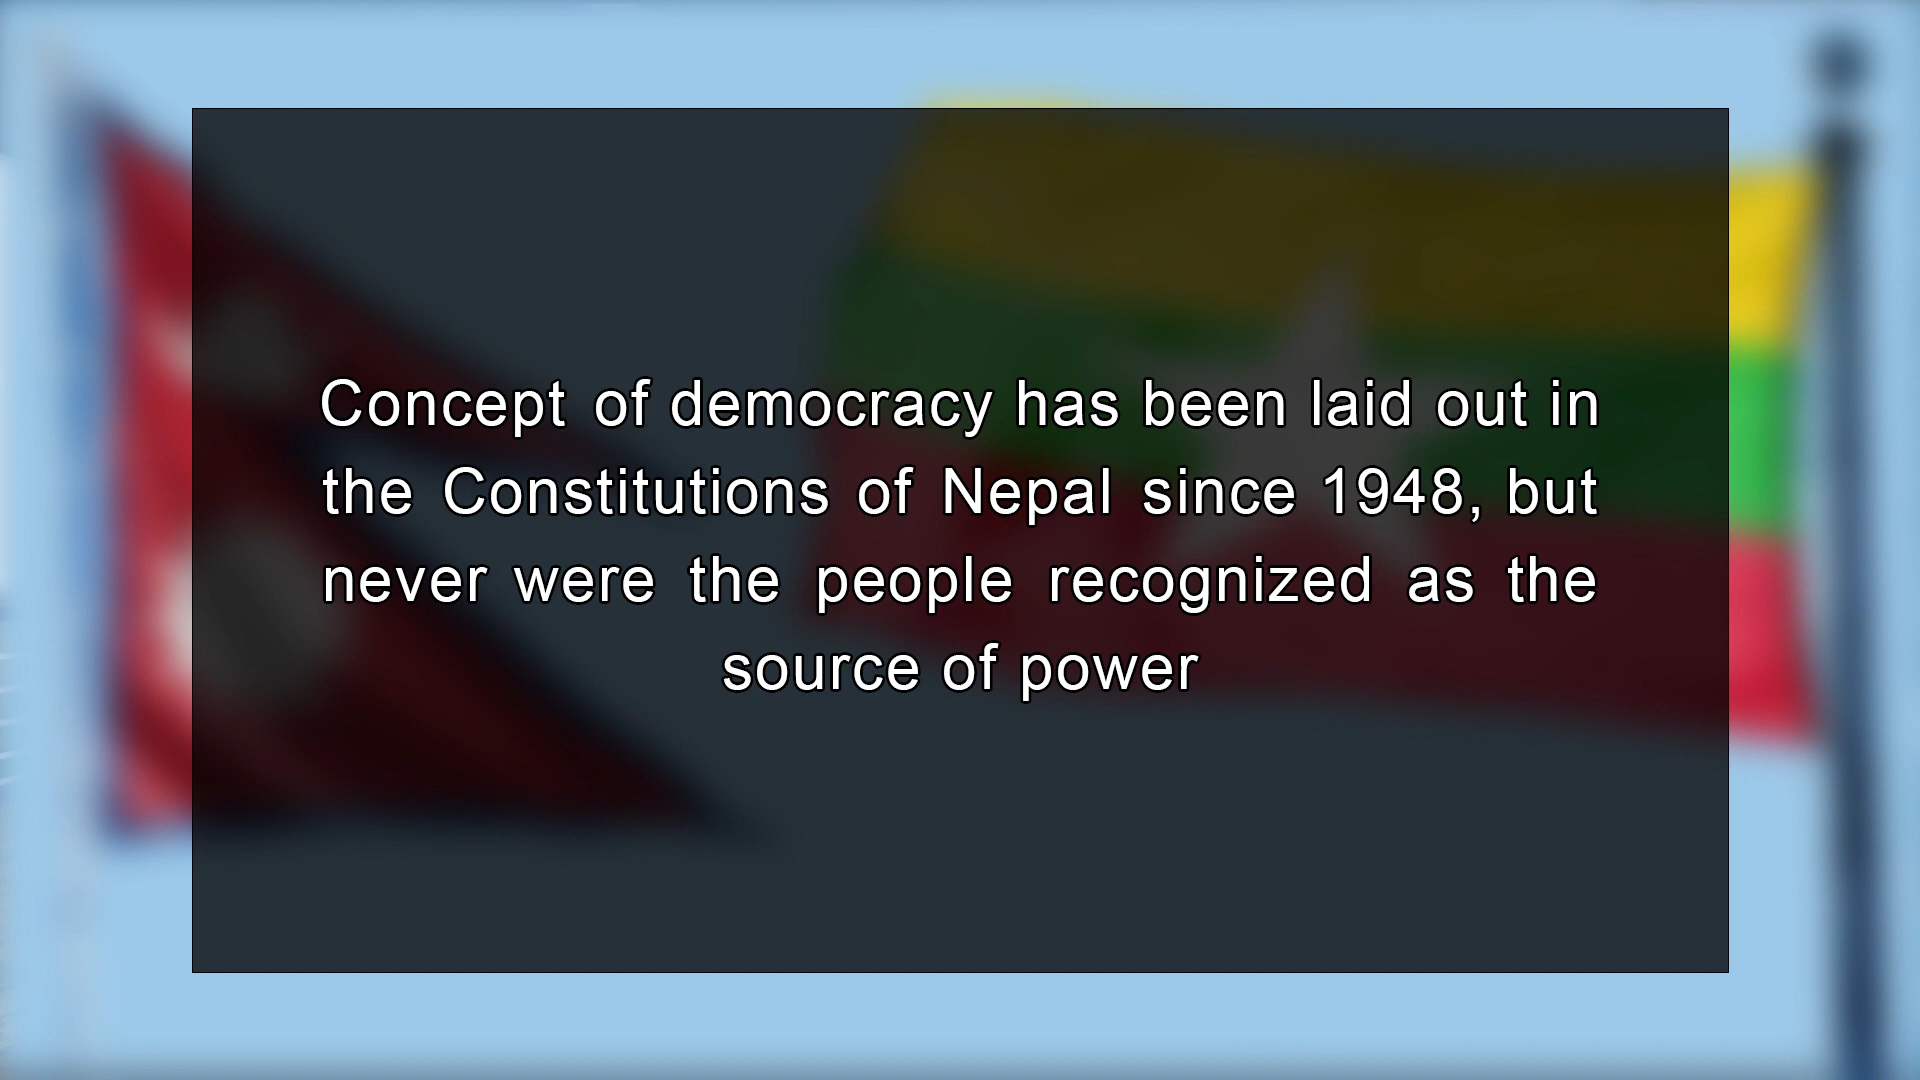 Concept of democracy has been laid out in
the Constitutions of Nepal since 1948, but
never were the people recognized as the
source of power